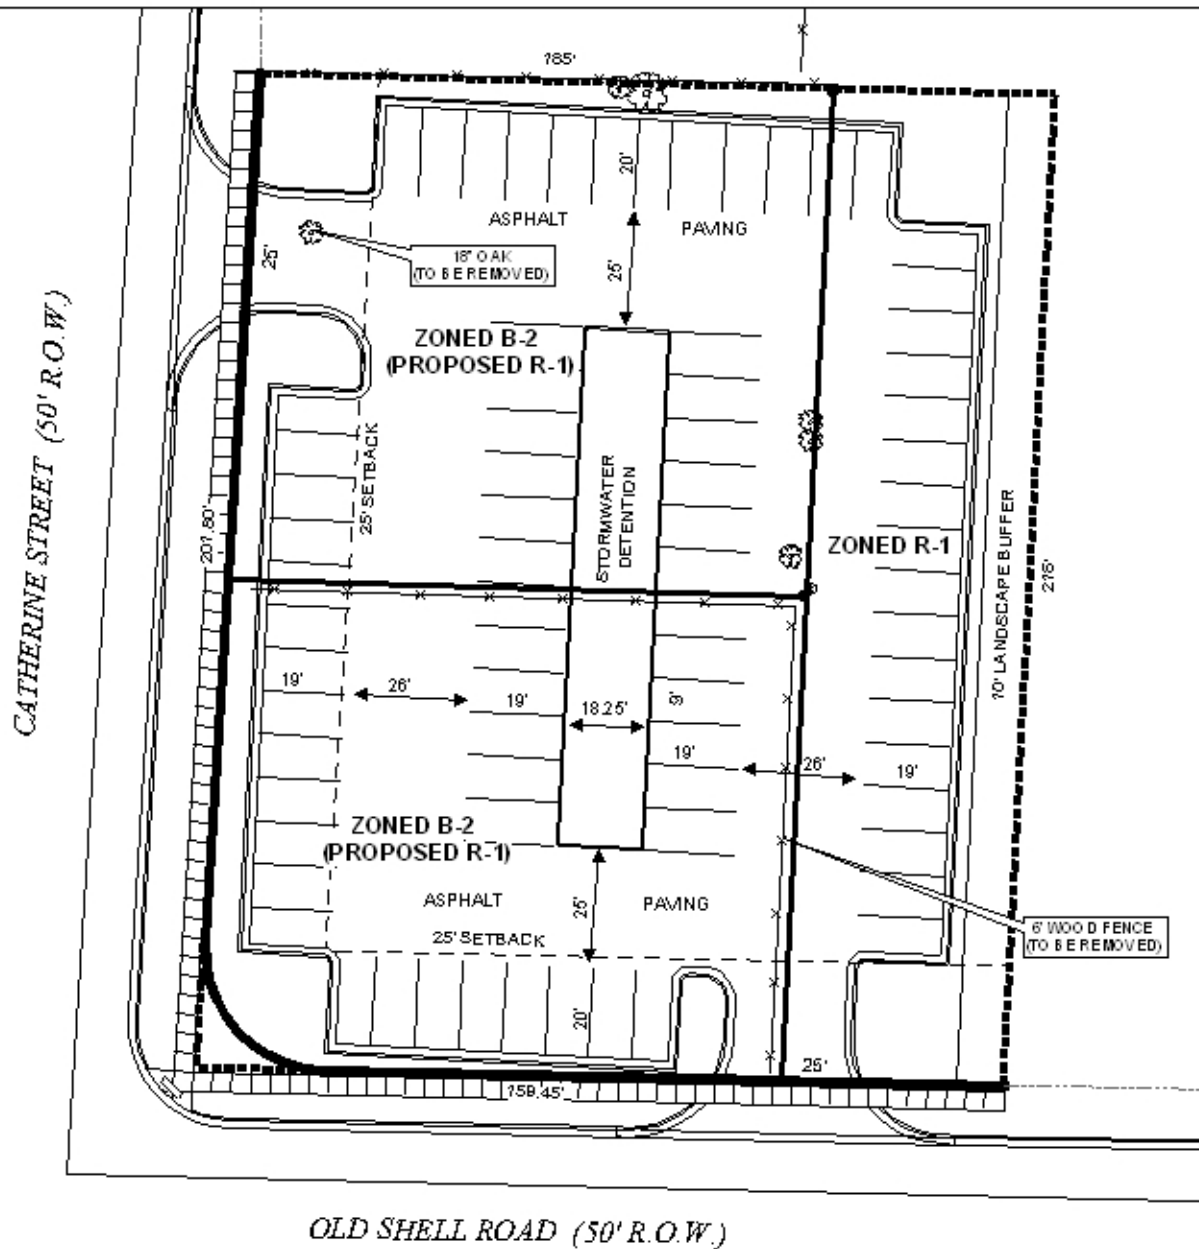 185'
20'
ASPHALT PAVING
25'
25'
18" OAK
(TO BE REMOVED)
ZONED B-2
(PROPOSED R-1)
CATHERINE STREET (50' R.O.W.)
25' SETBACK
STORMWATER
DETENTION
ZONED R-1
10' LANDSCAPE BUFFER
19'
26'
19'
18.25'
9'
19'
26'
19'
ZONED B-2
(PROPOSED R-1)
ASPHALT PAVING
25'
25' SETBACK
6' WOOD FENCE
(TO BE REMOVED)
20'
25'
159.45'
OLD SHELL ROAD (50' R.O.W.)